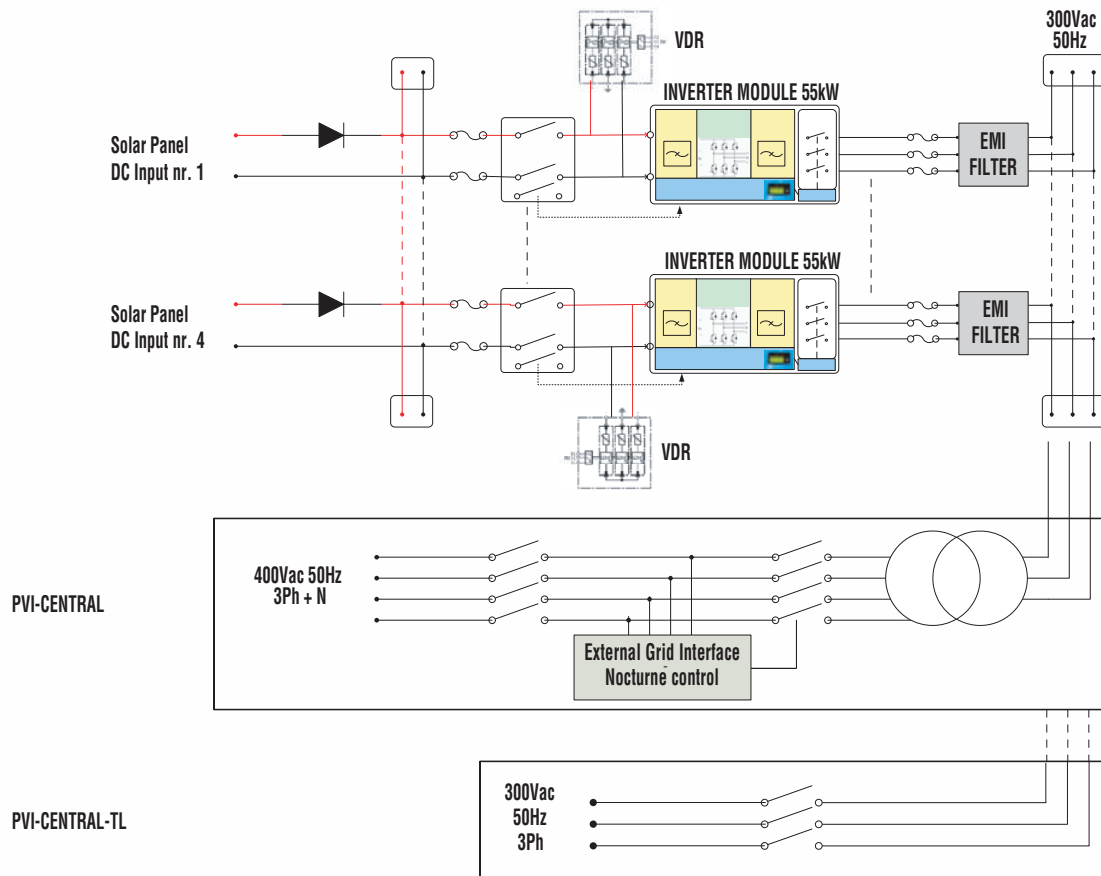 VDR
300Vac
50Hz
INVERTER MODULE 55kW
Solar Panel
DC Input nr. 1
EMI
FILTER
INVERTER MODULE 55kW
Solar Panel
DC Input nr. 4
EMI
FILTER
VDR
400Vac 50Hz
3Ph + N
PVI-CENTRAL
External Grid Interface
-
Nocturne control
300Vac
50Hz
3Ph
PVI-CENTRAL-TL